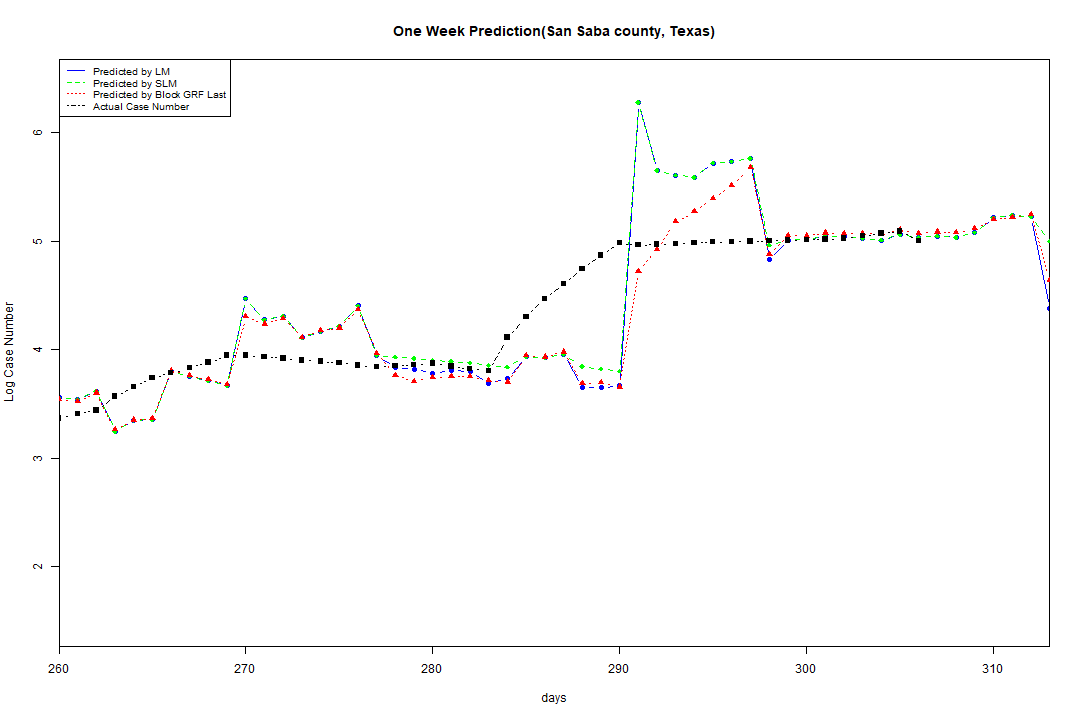 One Week Prediction(San Saba county, Texas)
Predicted by LM
Predicted by SLM
Predicted by Block GRF Last
Actual Case Number
6
5
4
3
2
Log Case Number
260 270 280 290 300 310
days